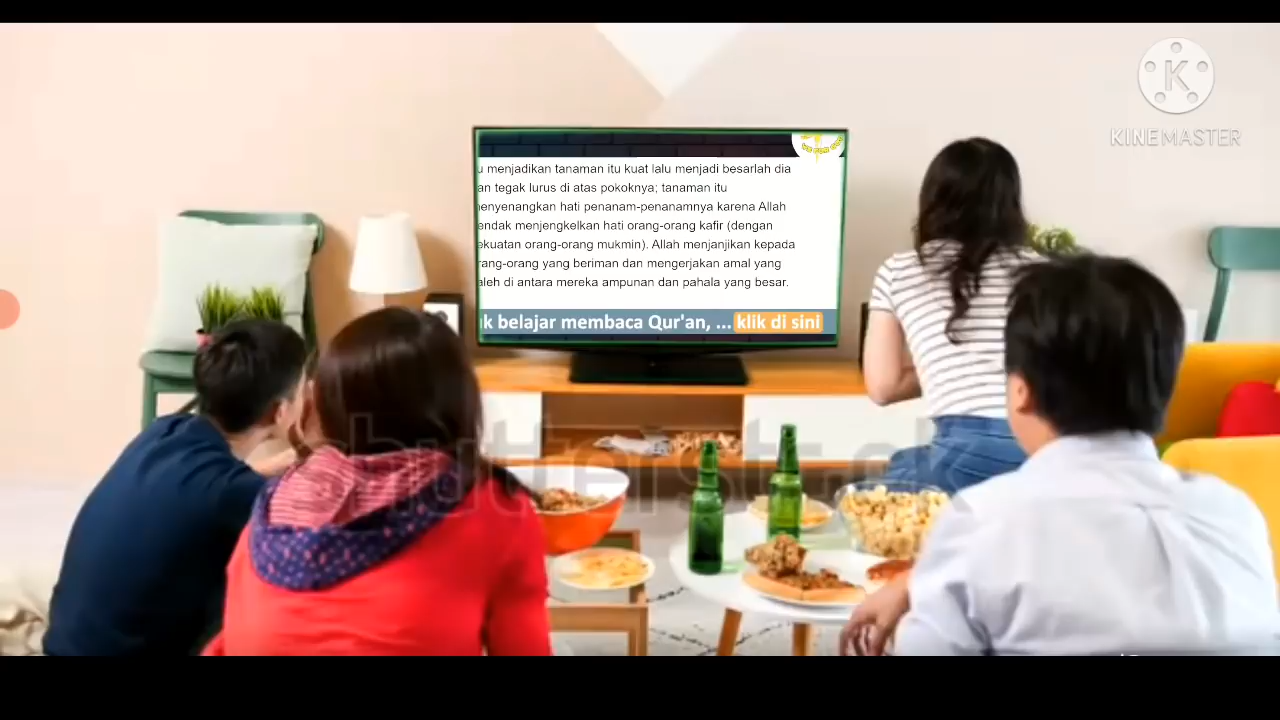 KINEMASTER
u menjadikan tanaman itu kuat lalu menjadi besarlah dia
an tegak lurus di atas pokoknya; tanaman itu
enyenangkan hati penanam-penanamnya karena Allah
endak menjengkelkan hati orang-orang kafir (dengan
ekuatan orang-orang mukmin). Allah menjanjikan kepada
rang-orang yang beriman dan mengerjakan amal yang
aleh di antara mereka ampunan dan pahala yang besar.
k belajar membaca Qur'an, ... klik di sini
shutterstock